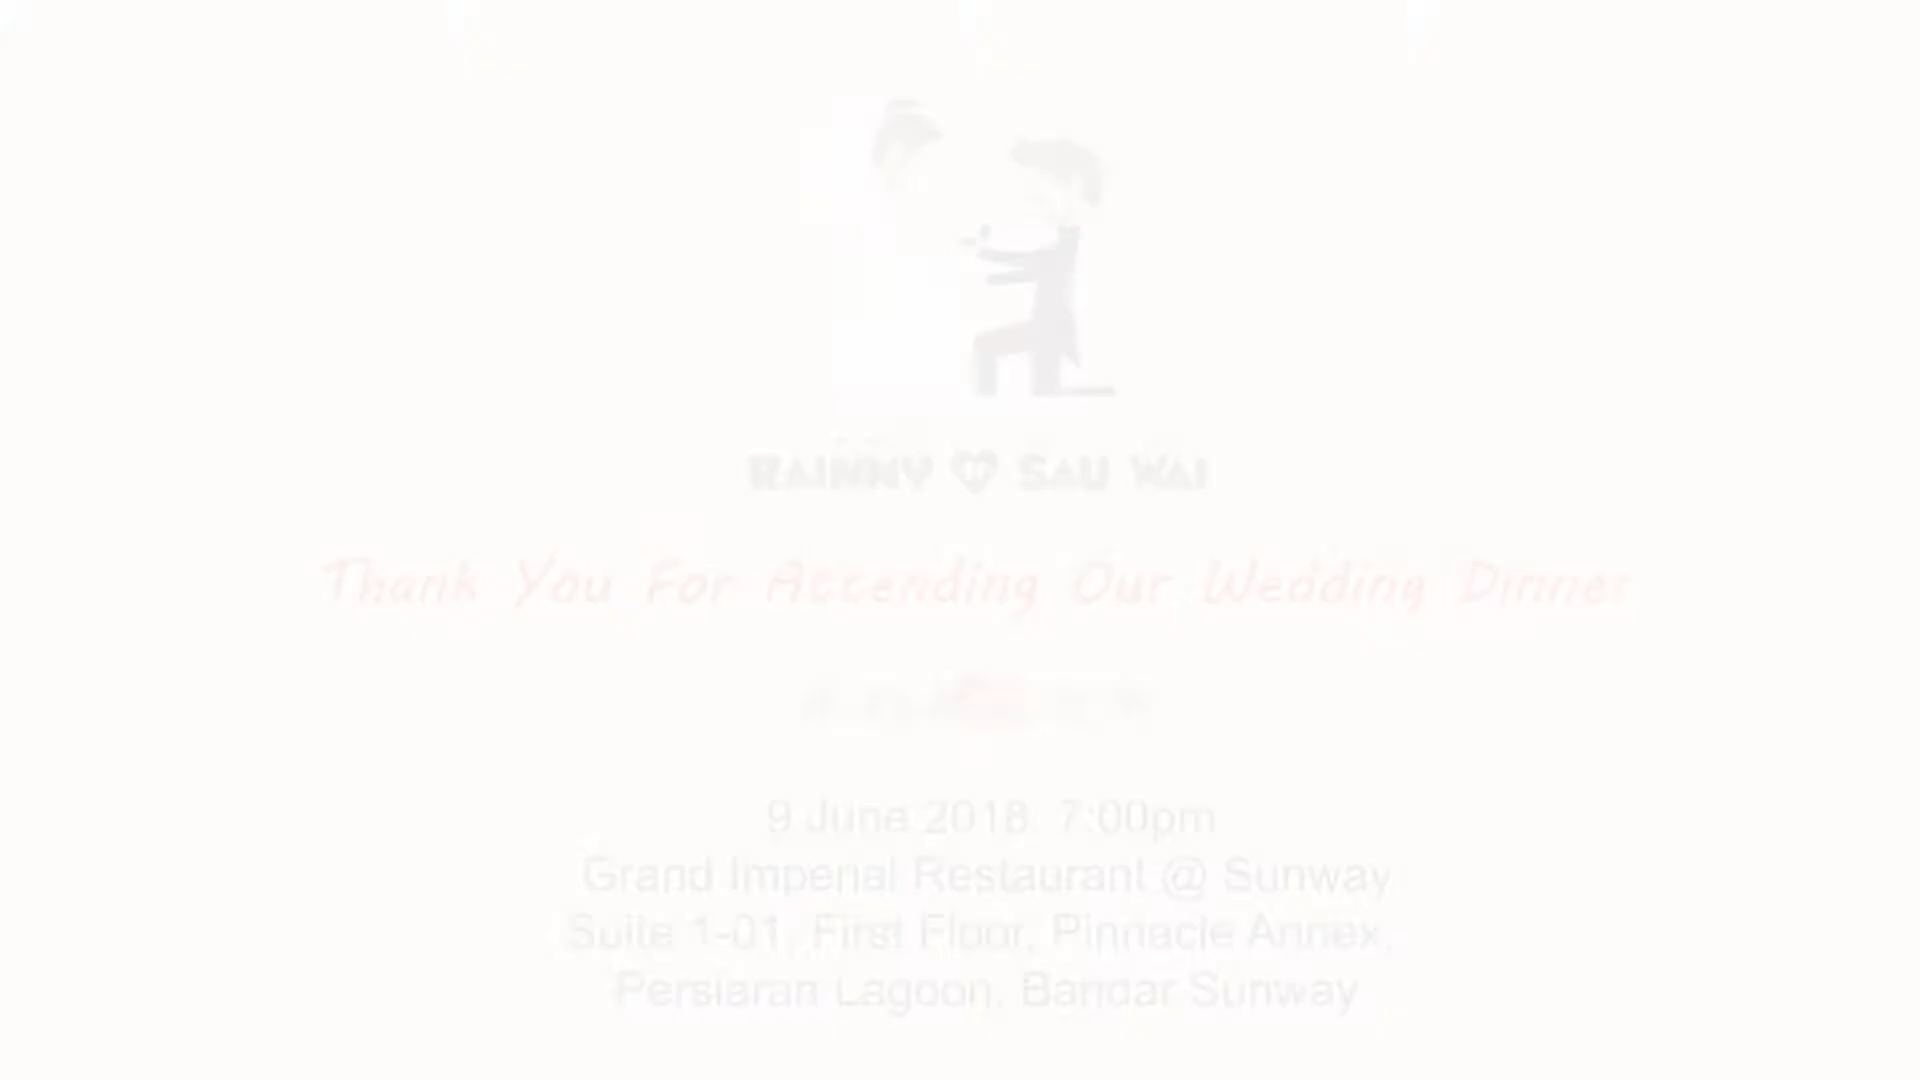 RAINNY ♡ SAU WAI
Thank You For Attending Our Wedding Dinner
9 June 2018, 7:00pm
Grand Imperial Restaurant @ Sunway
Suite 1-01, First Floor, Pinnacle Annex,
Persiaran Lagoon, Bandar Sunway